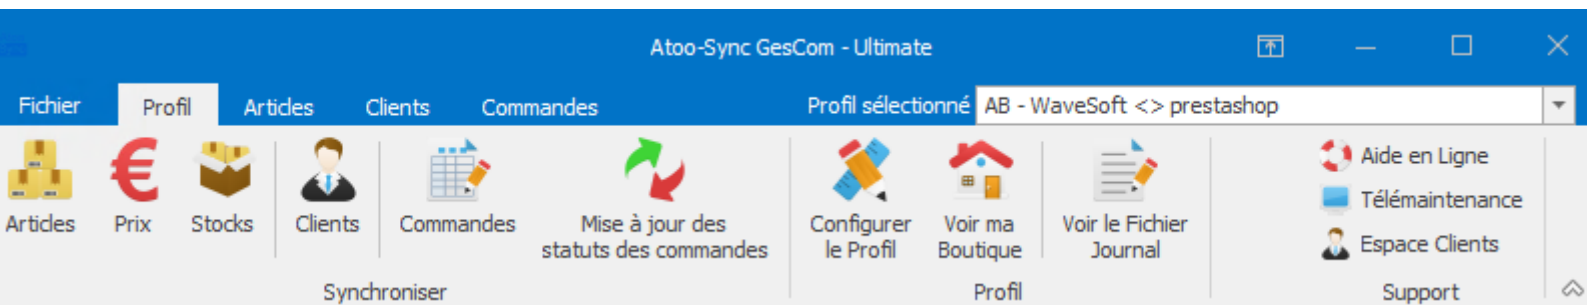 Atoo-Sync GesCom - Ultimate
Fichier Profil Articles Clients Commandes Profil sélectionné AB - WaveSoft <> prestashop
Articles Prix Stocks Clients Commandes Mise à jour des
statuts des commandes
Configurer
le Profil
Voir ma
Boutique
Voir le Fichier
Journal
Aide en Ligne
Télémaintenance
Espace Clients
Synchroniser Profil Support